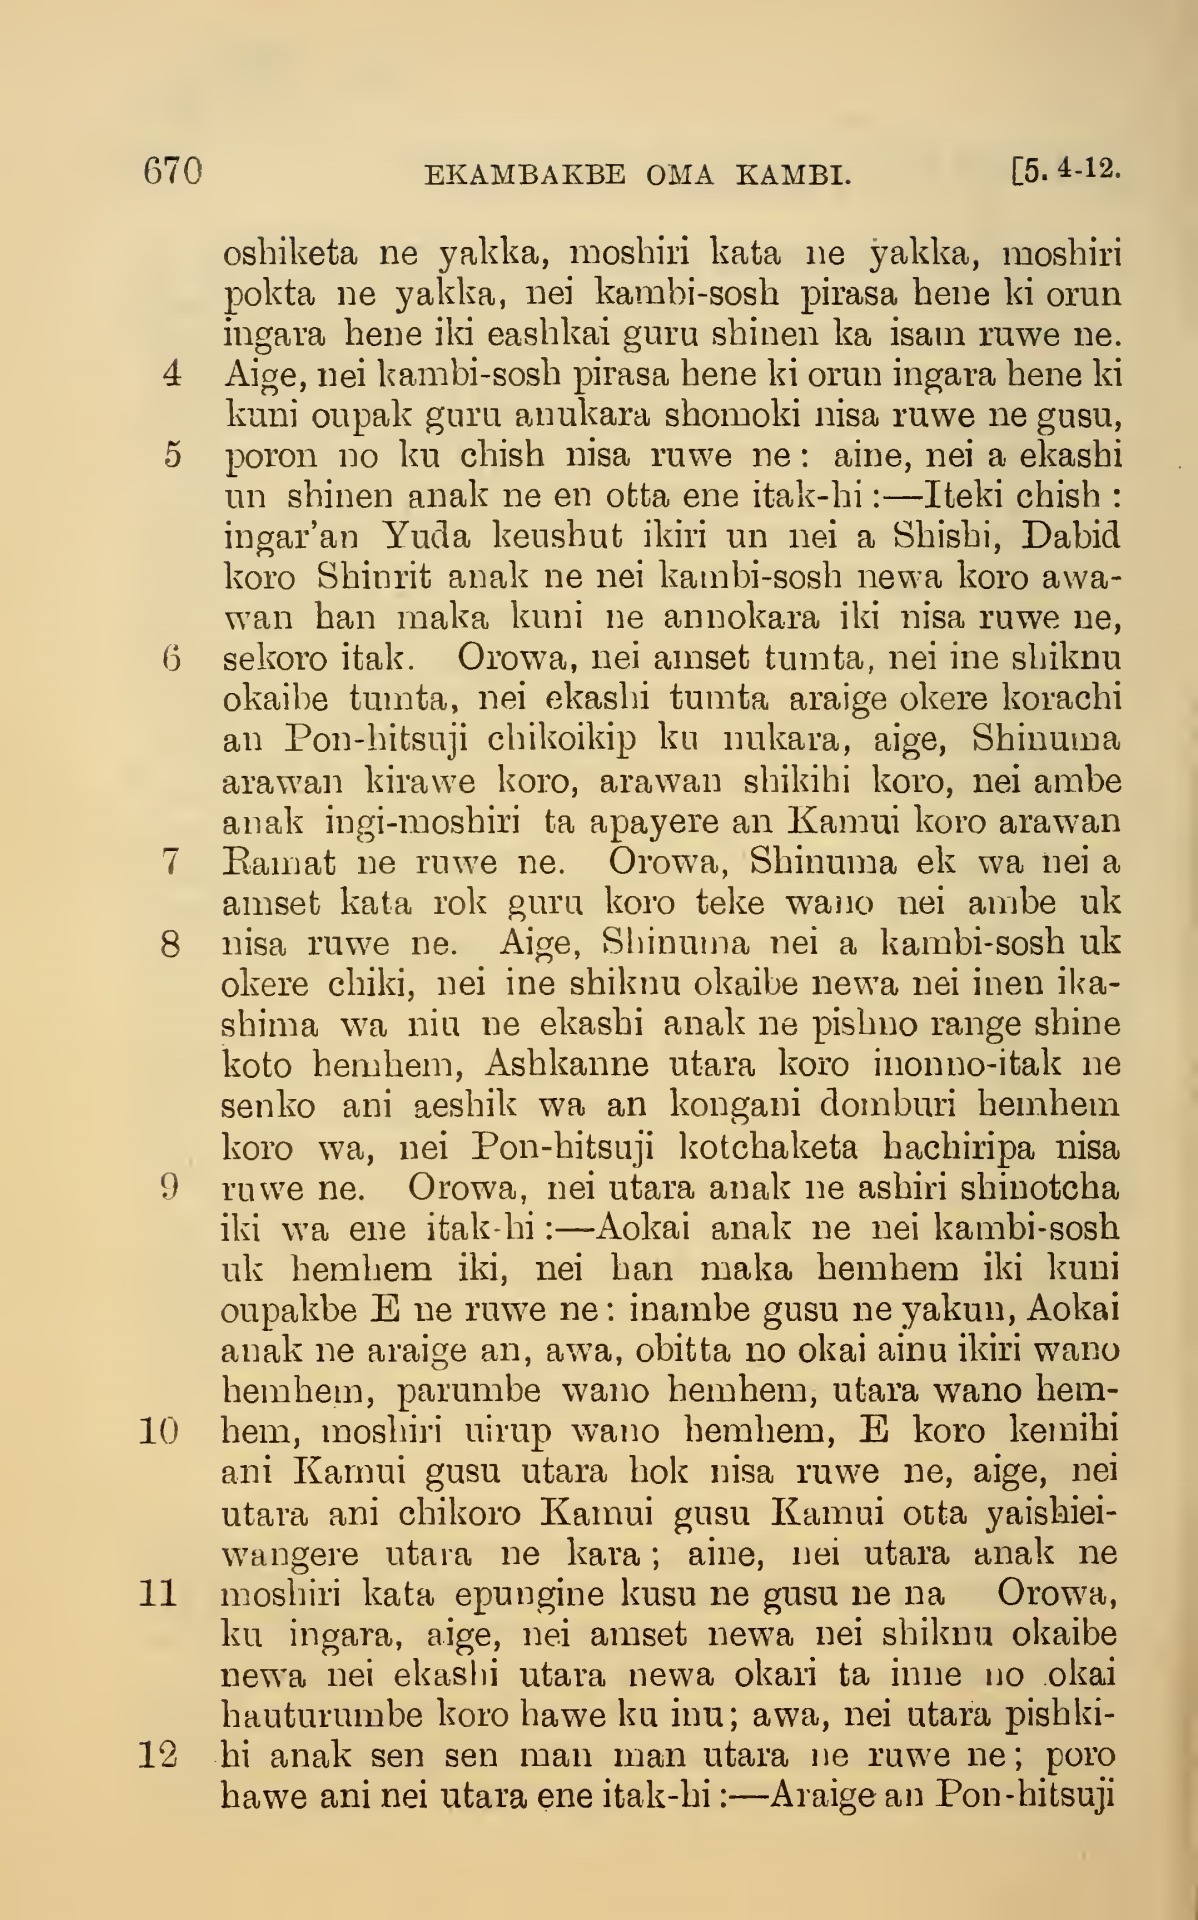 670 EKAMBAKBE OMA KAMBI. [5. 4-12.
oshiketa ne yakka, moshiri kata ne yakka, moshiri
pokta ne yakka, nei kambi-sosh pirasa hene ki orun
ingara hene iki eashkai guru shinen ka isam ruwe ne.
4 Aige, nei kambi-sosh pirasa hene ki orun ingara hene ki
kuni oupak guru anukara shomoki nisa ruwe ne gusu,
5 poron no ku chish nisa ruwe ne: aine, nei a ekashi
un shinen anak ne en otta ene itak-hi:—Iteki chish:
ingar'an Yuda keushut ikiri un nei a Shishi, Dabid
koro Shinrit anak ne nei kambi-sosh newa koro awa-
wan han maka kuni ne annokara iki nisa ruwe ne,
6 sekoro itak. Orowa, nei amset tumta, nei ine shiknu
okaibe tumta, nei ekashi tumta araige okere korachi
an Pon-hitsuji chikoikip ku nukara, aige, Shinuma
arawan kirawe koro, arawan shikihi koro, nei ambe
anak ingi-moshiri ta apayere an Kamui koro arawan
7 Ramat ne ruwe ne. Orowa, Shinuma ek wa nei a
amset kata rok guru koro teke wano nei ambe uk
8 nisa ruwe ne. Aige, Shinuma nei a kambi-sosh uk
okere chiki, nei ine shiknu okaibe newa nei inen ika-
shima wa niu ne ekashi anak ne pishno range shine
koto hemhem, Ashkanne utara koro inonno-itak ne
senko ani aeshik wa an kongani domburi hemhem
koro wa, nei Pon-hitsuji kotchaketa hachiripa nisa
9 ruwe ne. Orowa, nei utara anak ne ashiri shinotcha
iki wa ene itak-hi:—Aokai anak ne nei kambi-sosh
uk hemhem iki, nei han maka hemhem iki kuni
oupakbe E ne ruwe ne: inambe gusu ne yakun, Aokai
anak ne araige an, awa, obitta no okai ainu ikiri wano
hemhem, parumbe wano hemhem, utara wano hem-
10 hem, moshiri uirup wano hemhem, E koro kemihi
ani Kamui gusu utara hok nisa ruwe ne, aige, nei
utara ani chikoro Kamui gusu Kamui otta yaishiei-
wangere utara ne kara; aine, nei utara anak ne
11 moshiri kata epungine kusu ne gusu ne na Orowa,
ku ingara, aige, nei amset newa nei shiknu okaibe
newa nei ekashi utara newa okari ta inne no okai
hauturumbe koro hawe ku inu; awa, nei utara pishki-
12 hi anak sen sen man man utara ne ruwe ne; poro
hawe ani nei utara ene itak-hi:—Araige an Pon-hitsuji